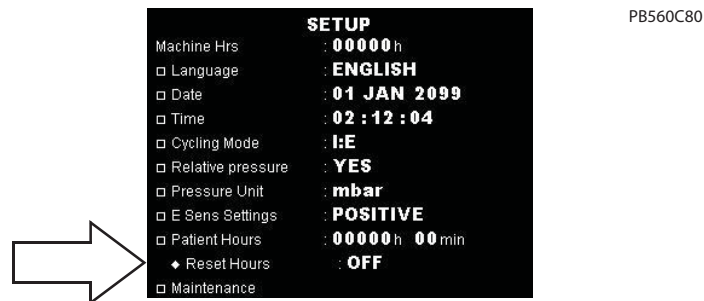 PB560C80
SETUP
Machine Hrs : 00000 h
Language : ENGLISH
Date : 01 JAN 2099
Time : 02 : 12 : 04
Cycling Mode : I:E
Relative pressure : YES
Pressure Unit : mbar
E Sens Settings : POSITIVE
Patient Hours : 00000 h 00 min
Reset Hours : OFF
Maintenance